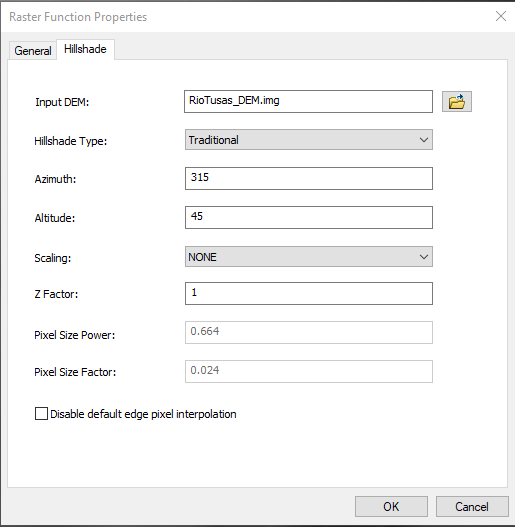 Raster Function Properties
General Hillshade
Input DEM: RioTusas_DEM.img
Hillshade Type: Traditional
Azimuth: 315
Altitude: 45
Scaling: NONE
Z Factor: 1
Pixel Size Power: 0.664
Pixel Size Factor: 0.024
Disable default edge pixel interpolation
OK Cancel